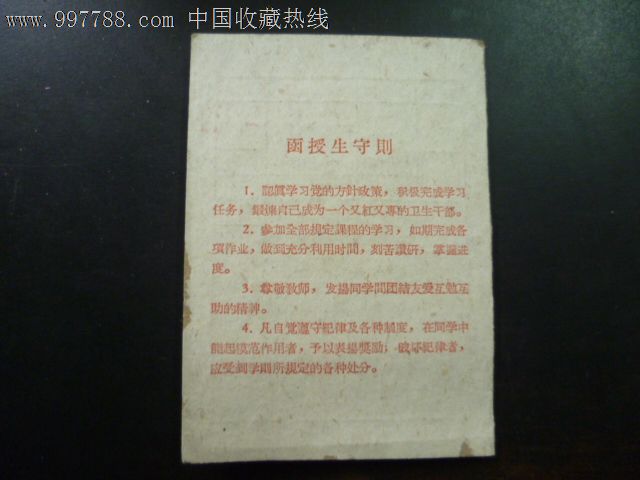 www.997788.com 中国收藏热线
函授生守則
1．認眞学习党的方針政策，积极完成学习
任务，鍛煉自己成为一个又紅又專的卫生干部。
2．参加全部規定課程的学习，如期完成各
項作业，做到充分利用时間，刻苦讚研，掌握进
度。
3．尊敬敎师，发揚同学間团結友爱互勉互
助的精神。
4．凡自覚遵守紀律及各种制度，在同学中
能起模范作用者，予以表揚奬励，破坏紀律者，
应受到学則所規定的各种处分。